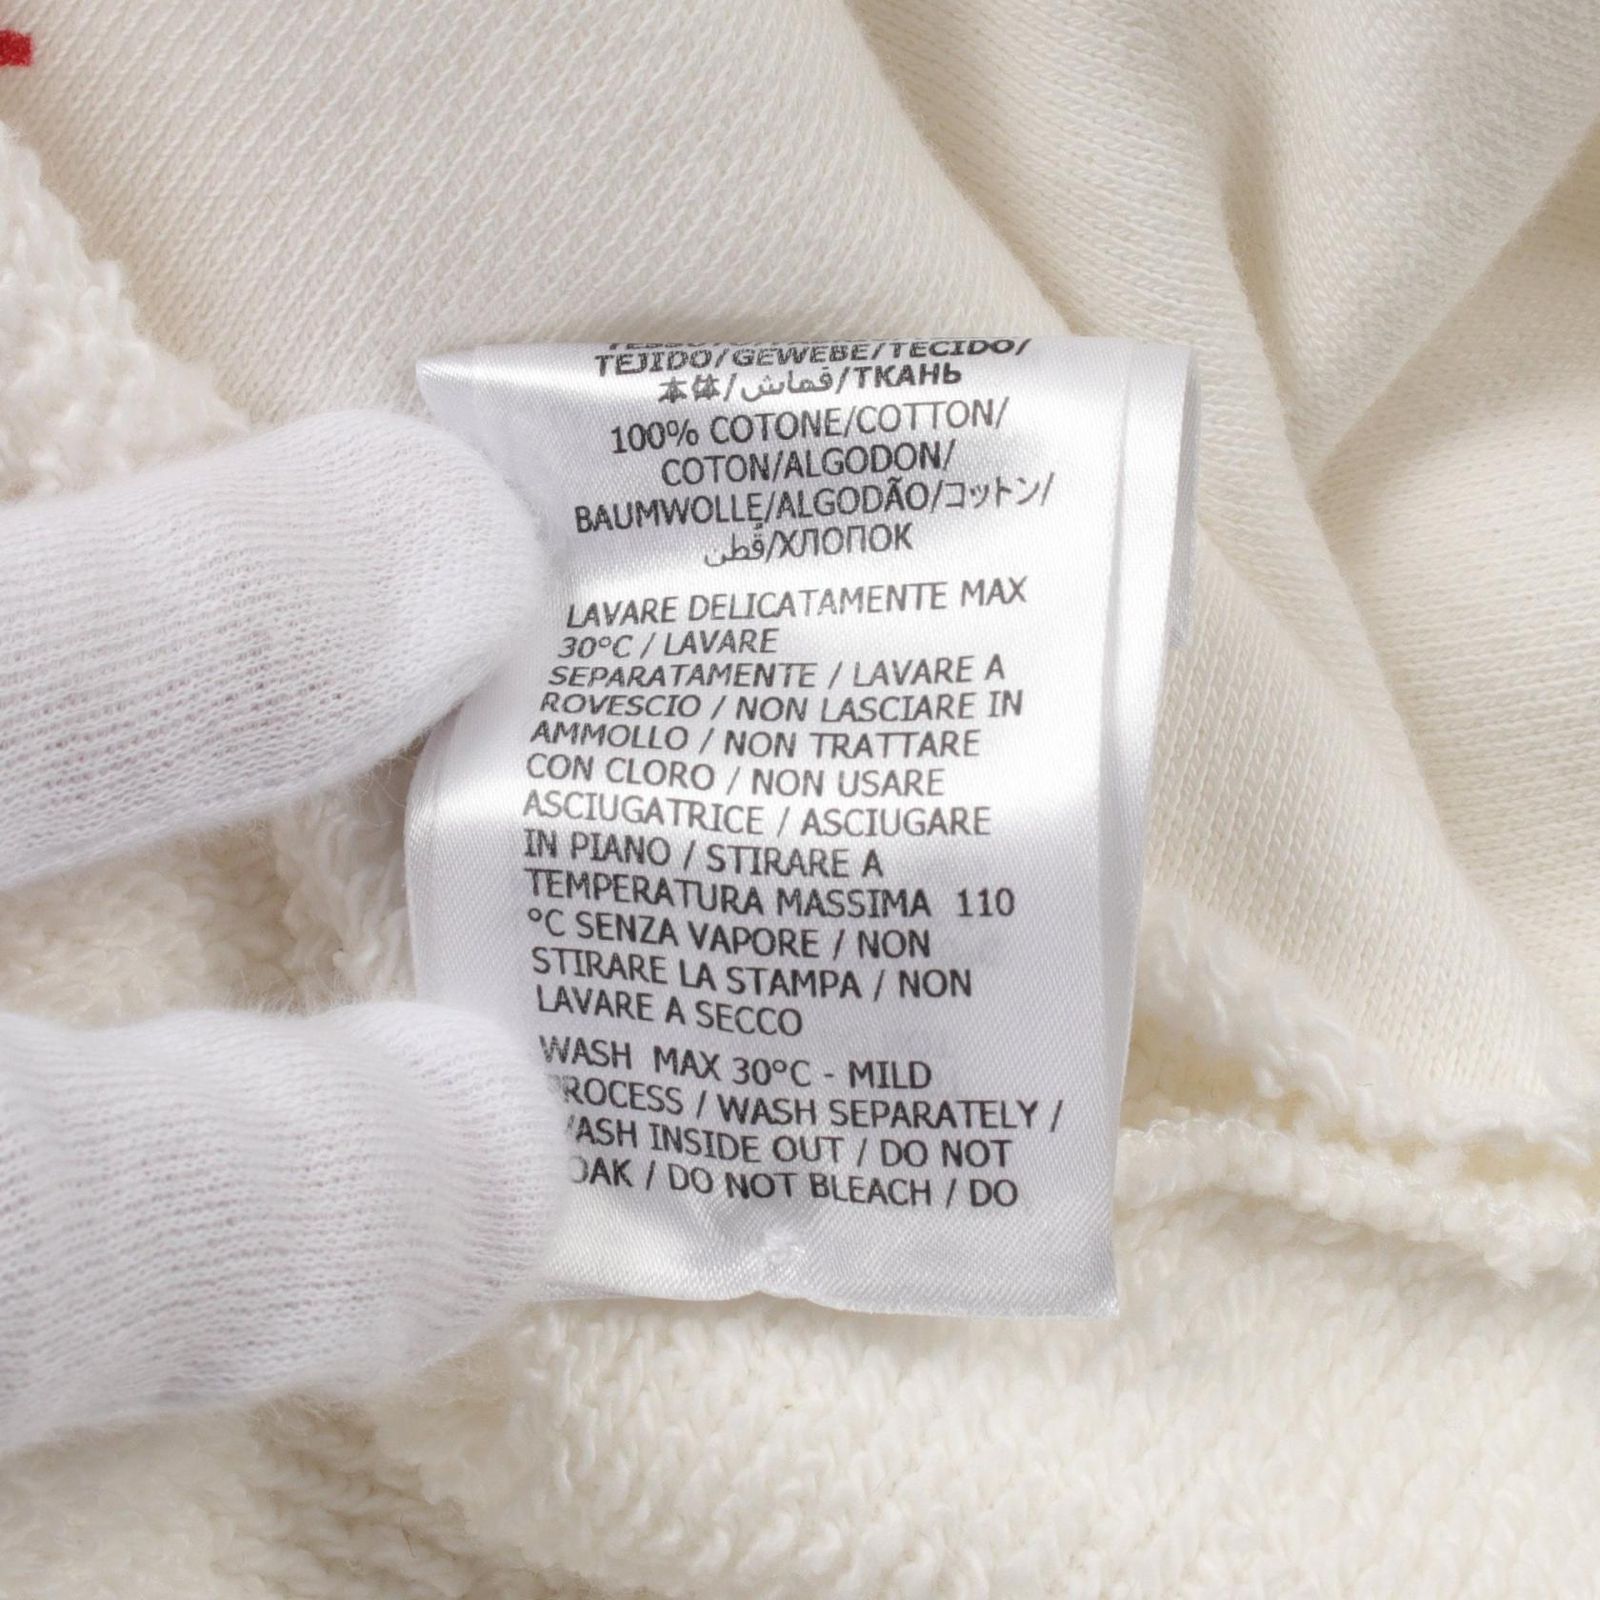 TEJIDO/GEWEBE/TECIDO/
本体/قماش/ТКАНЬ
100% COTONE/COTTON/
COTON/ALGODON/
BAUMWOLLE/ALGODÃO/コットン/
قطن/ХЛОПОК
LAVARE DELICATAMENTE MAX
30°C / LAVARE
SEPARATAMENTE / LAVARE A
ROVESCIO / NON LASCIARE IN
AMMOLLO / NON TRATTARE
CON CLORO / NON USARE
ASCIUGATRICE / ASCIUGARE
IN PIANO / STIRARE A
TEMPERATURA MASSIMA 110
°C SENZA VAPORE / NON
STIRARE LA STAMPA / NON
LAVARE A SECCO
WASH MAX 30°C - MILD
ROCESS / WASH SEPARATELY /
ASH INSIDE OUT / DO NOT
OAK / DO NOT BLEACH / DO